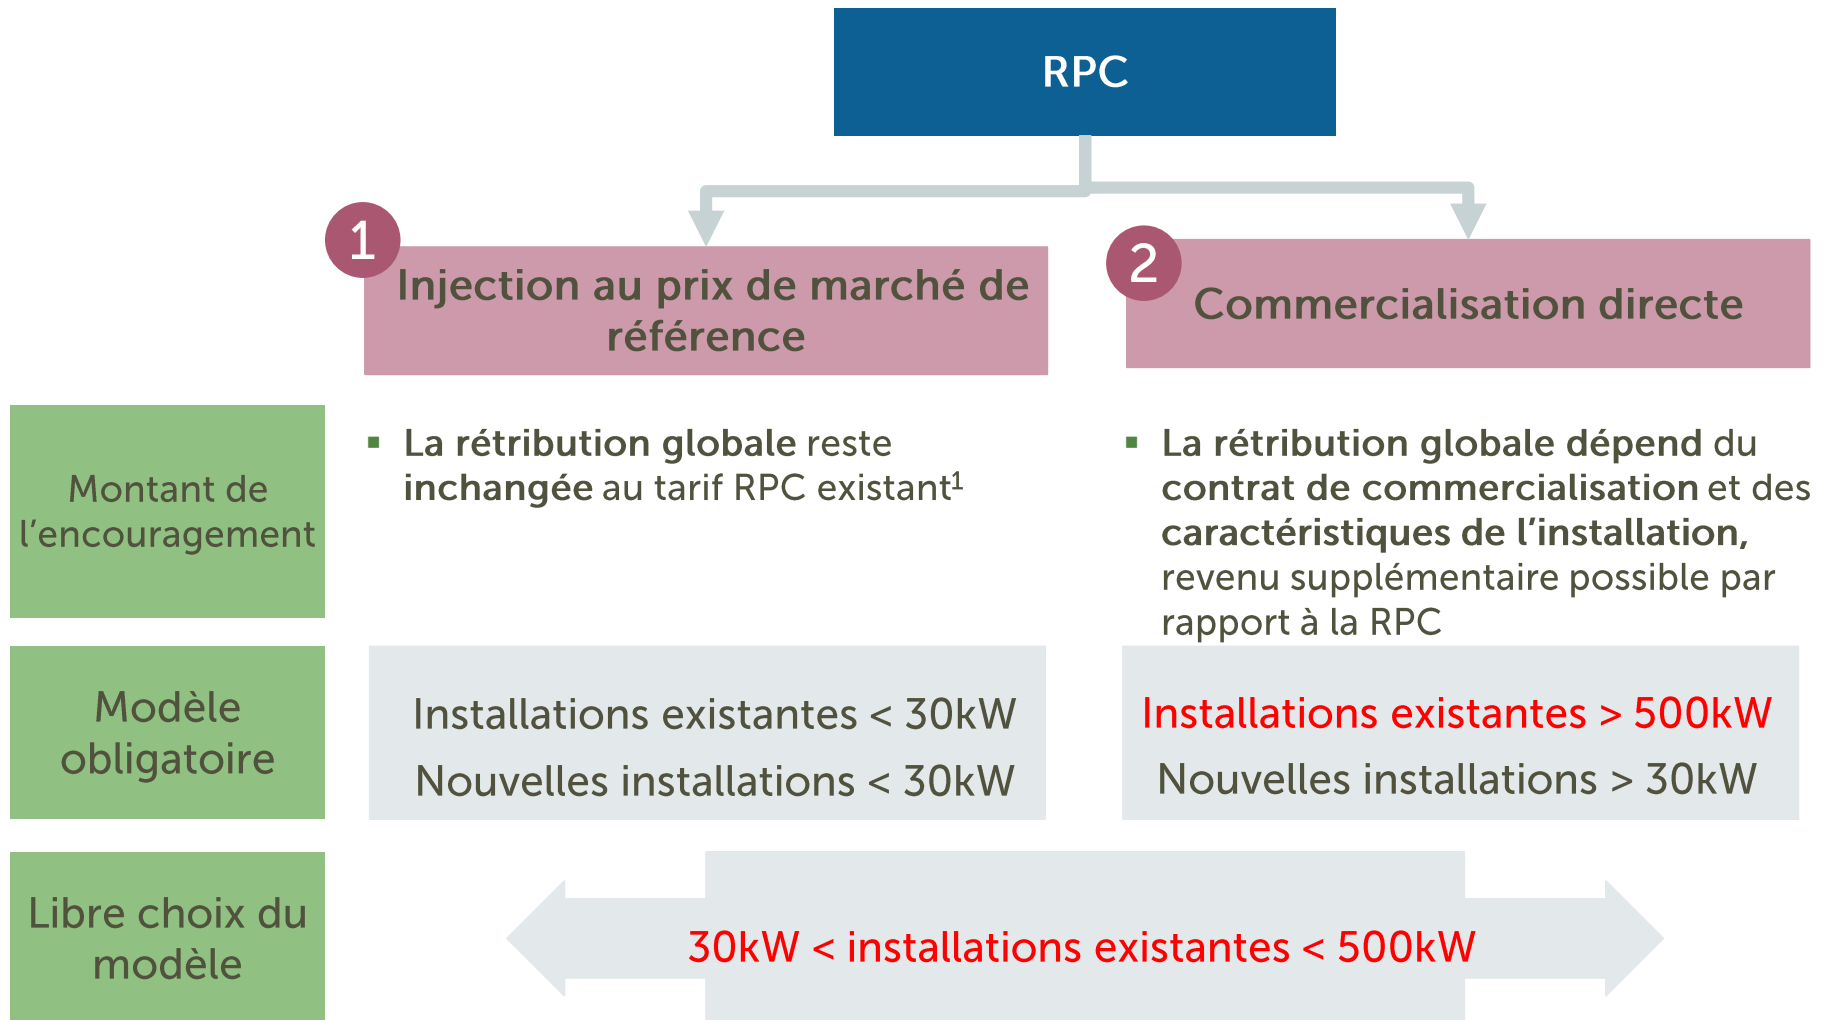 RPC
1
Injection au prix de marché de
référence
2
Commercialisation directe
Montant de
l’encouragement
▪ La rétribution globale reste
inchangée au tarif RPC existant¹
▪ La rétribution globale dépend du
contrat de commercialisation et des
caractéristiques de l’installation,
revenu supplémentaire possible par
rapport à la RPC
Modèle
obligatoire
Installations existantes < 30kW
Nouvelles installations < 30kW
Installations existantes > 500kW
Nouvelles installations > 30kW
Libre choix du
modèle
30kW < installations existantes < 500kW